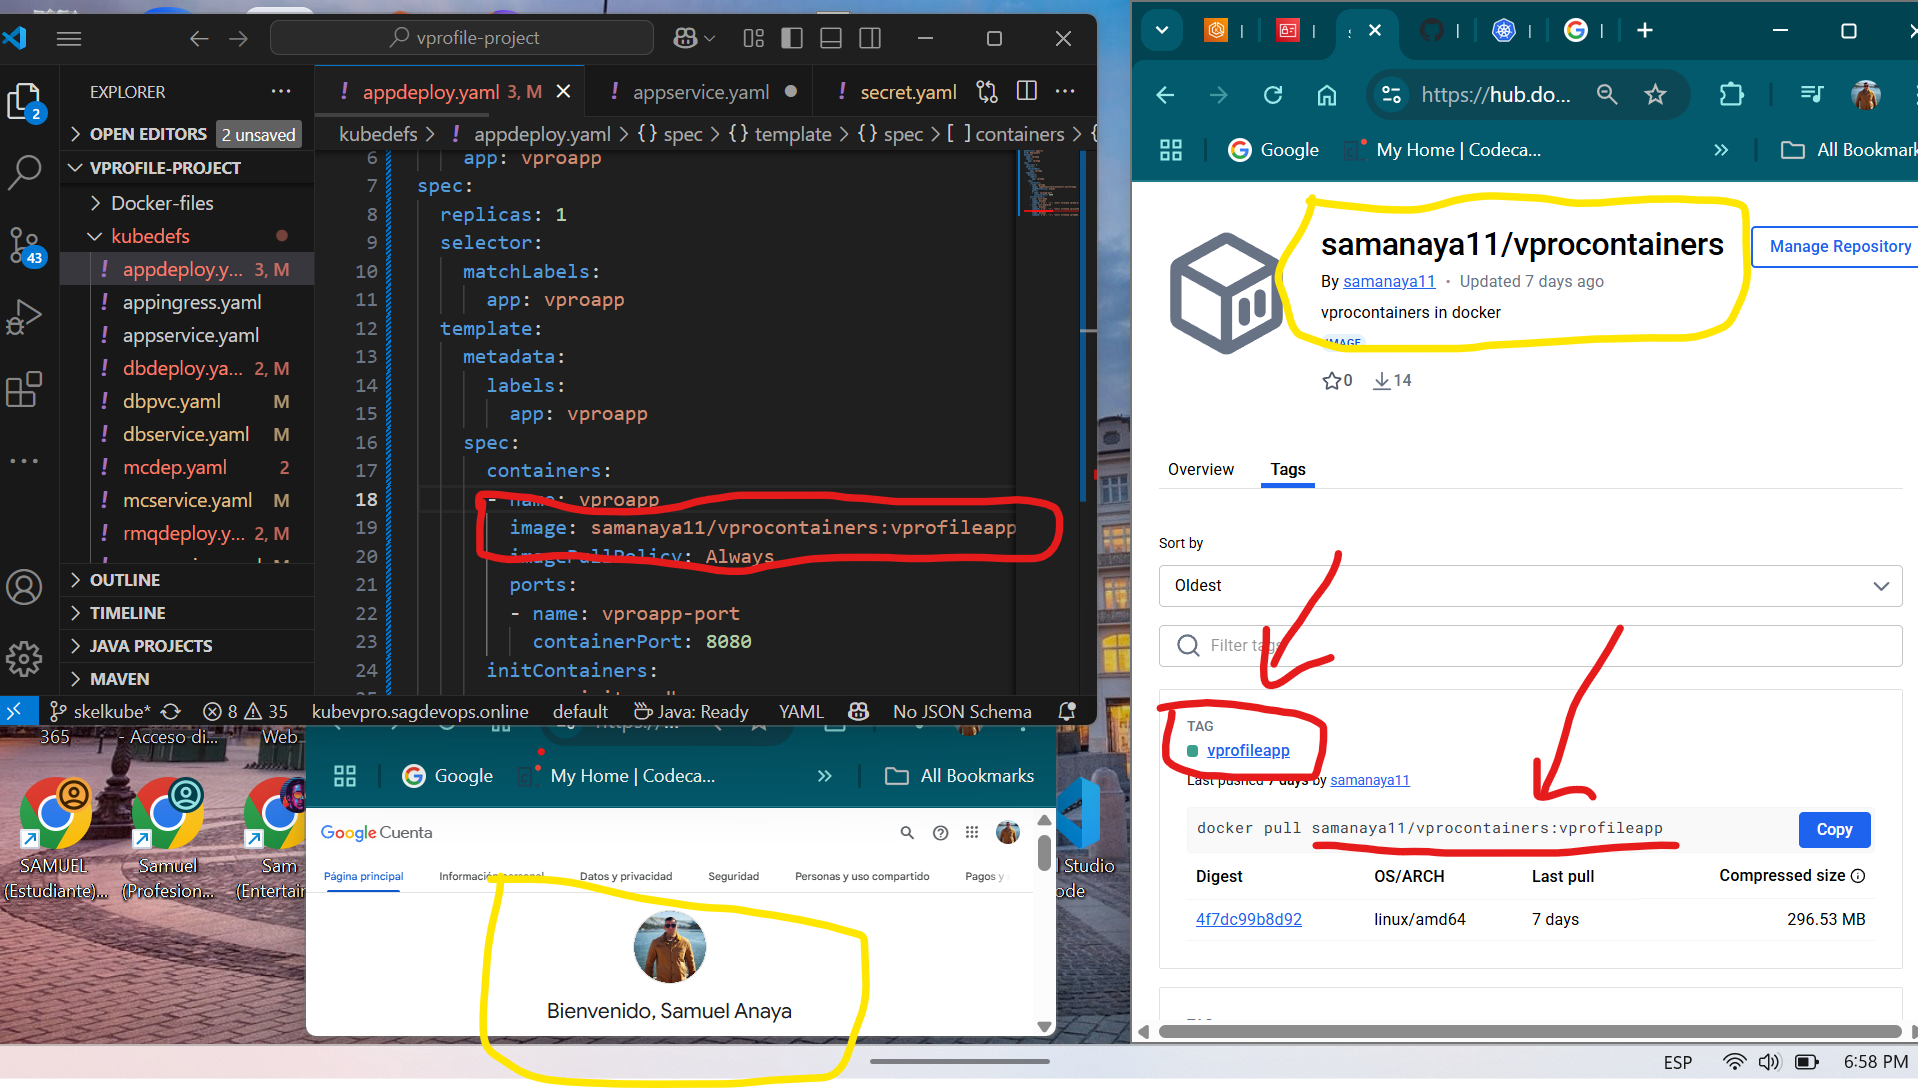 vprofile-project
EXPLORER
OPEN EDITORS 2 unsaved
VPROFILE-PROJECT
Docker-files
kubedefs
appdeploy.y... 3, M
appingress.yaml
appservice.yaml
dbdeploy.ya... 2, M
dbpvc.yaml M
dbservice.yaml M
mcdep.yaml 2
mcservice.yaml M
rmqdeploy.y... 2, M
OUTLINE
TIMELINE
JAVA PROJECTS
MAVEN
2
43
appdeploy.yaml 3, M
appservice.yaml
secret.yaml
kubedefs > ! appdeploy.yaml > {} spec > {} template > {} spec > [ ] containers > {
6 app: vproapp
7 spec:
8 replicas: 1
9 selector:
10 matchLabels:
11 app: vproapp
12 template:
13 metadata:
14 labels:
15 app: vproapp
16 spec:
17 containers:
18 - name: vproapp
19 image: samanaya11/vprocontainers:vprofileapp
20 imagePullPolicy: Always
21 ports:
22 - name: vproapp-port
23 containerPort: 8080
24 initContainers:
skelkube* 8 35 kubevpro.sagdevops.online default Java: Ready YAML No JSON Schema
365
- Acceso di...
Web...
SAMUEL
(Estudiante)...
Samuel
(Profesion...
Sam
(Entertain
l Studio
ode
Google
My Home | Codeca...
»
All Bookmarks
Google Cuenta
Página principal
Información personal
Datos y privacidad
Seguridad
Personas y uso compartido
Pagos y
Bienvenido, Samuel Anaya
https://hub.do...
Google
My Home | Codeca...
»
All Bookmark
samanaya11/vprocontainers
Manage Repository
By samanaya11 • Updated 7 days ago
vprocontainers in docker
IMAGE
0 14
Overview
Tags
Sort by
Oldest
Filter tags
TAG
vprofileapp
Last pushed 7 days by samanaya11
docker pull samanaya11/vprocontainers:vprofileapp
Copy
Digest OS/ARCH Last pull Compressed size
4f7dc99b8d92 linux/amd64 7 days 296.53 MB
ESP
6:58 PM